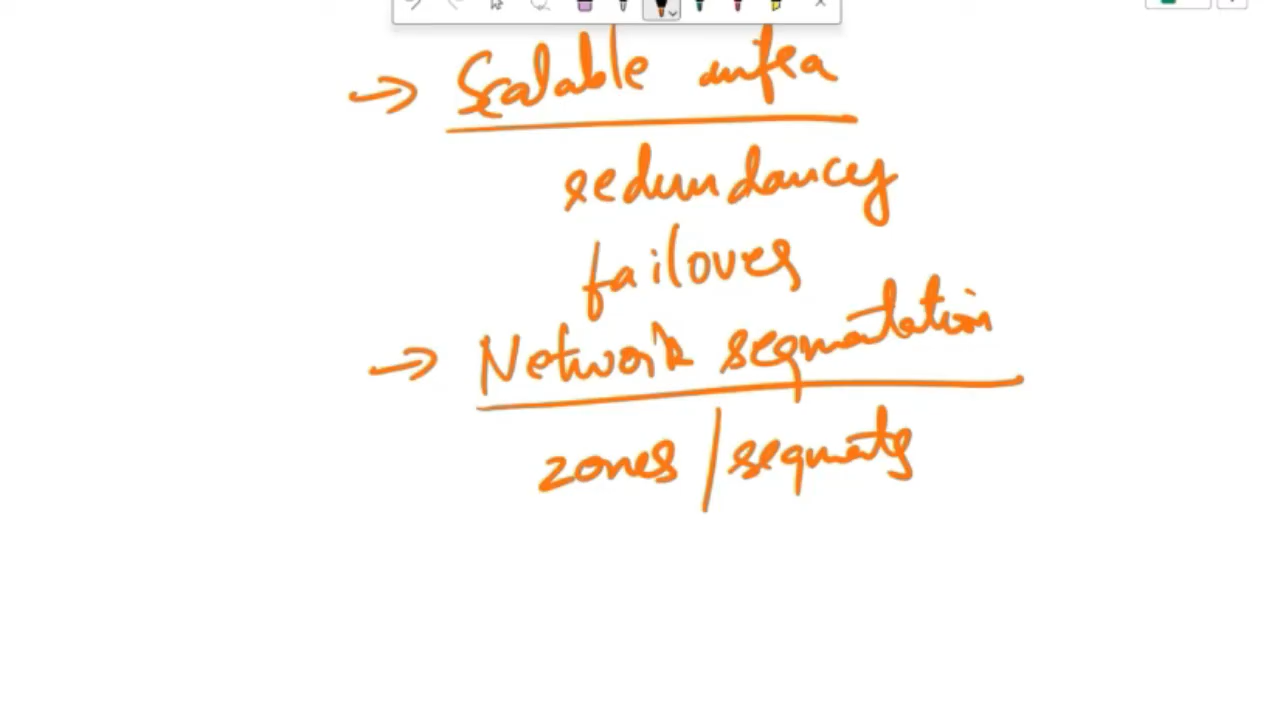 → Scalable infra
redundancy
failover
→ Network segmentation
zones / segments